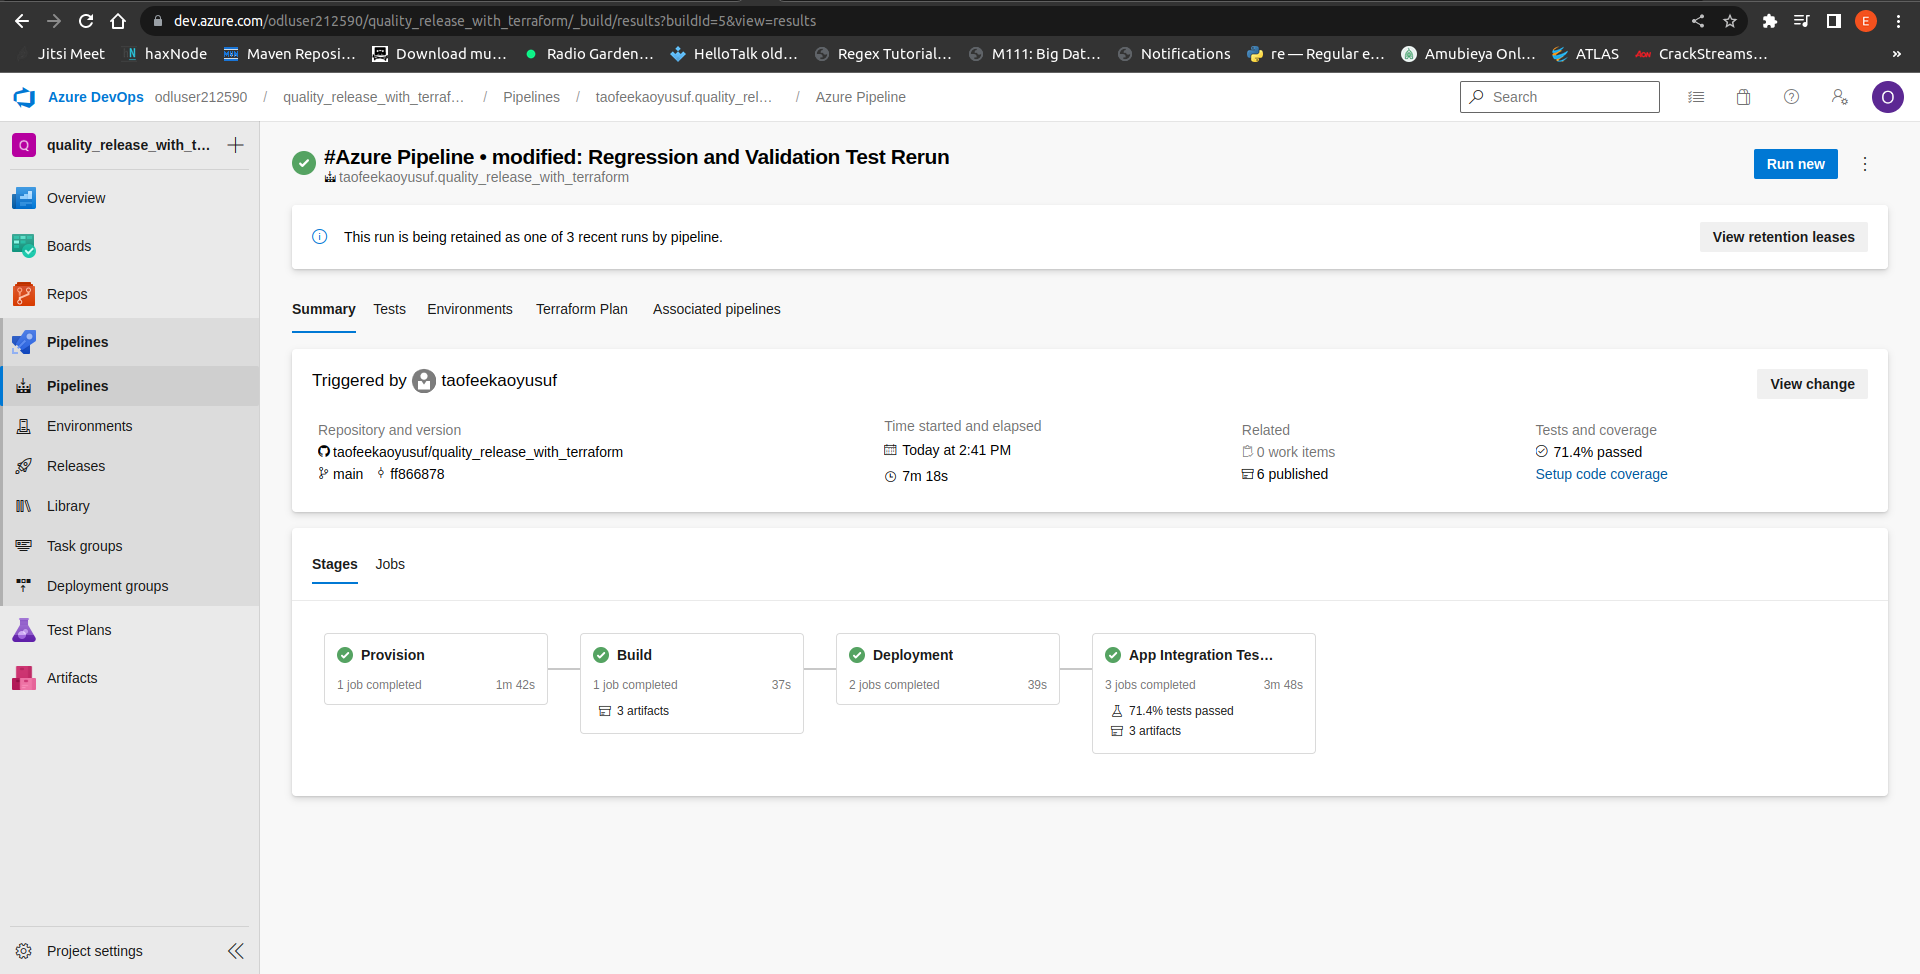 dev.azure.com/odluser212590/quality_release_with_terraform/_build/results?buildId=5&view=results
E
Jitsi Meet haxNode Maven Reposi... Download mu... Radio Garden... HelloTalk old... Regex Tutorial... M111: Big Dat... Notifications re — Regular e... Amubieya Onl... ATLAS CrackStreams... »
Azure DevOps odluser212590 / quality_release_with_terraf... / Pipelines / taofeekaoyusuf.quality_rel... / Azure Pipeline
Search
O
Q quality_release_with_t...
Overview
Boards
Repos
Pipelines
Pipelines
Environments
Releases
Library
Task groups
Deployment groups
Test Plans
Artifacts
Project settings
#Azure Pipeline • modified: Regression and Validation Test Rerun
taofeekaoyusuf.quality_release_with_terraform
Run new
This run is being retained as one of 3 recent runs by pipeline.
View retention leases
Summary Tests Environments Terraform Plan Associated pipelines
Triggered by taofeekaoyusuf
View change
Repository and version
taofeekaoyusuf/quality_release_with_terraform
main ff866878
Time started and elapsed
Today at 2:41 PM
7m 18s
Related
0 work items
6 published
Tests and coverage
71.4% passed
Setup code coverage
Stages Jobs
Provision
1 job completed 1m 42s
Build
1 job completed 37s
3 artifacts
Deployment
2 jobs completed 39s
App Integration Tes...
3 jobs completed 3m 48s
71.4% tests passed
3 artifacts